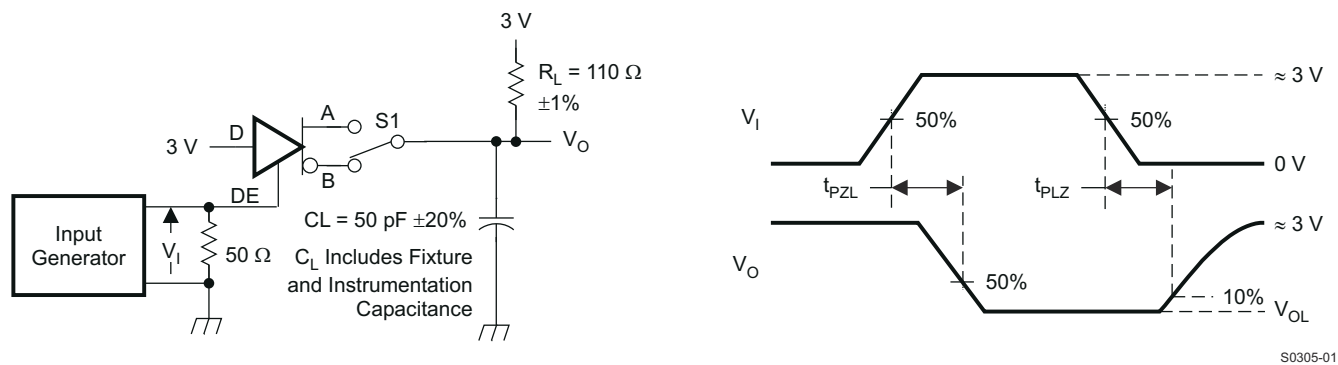 3 V
R_L = 110 Ω
±1%
A
S1
3 V
D
V_O
B
DE
Input
Generator
V_I
50 Ω
CL = 50 pF ±20%
C_L Includes Fixture
and Instrumentation
Capacitance
≈ 3 V
V_I
50%
50%
0 V
t_PZL
t_PLZ
≈ 3 V
V_O
50%
10%
V_OL
S0305-01